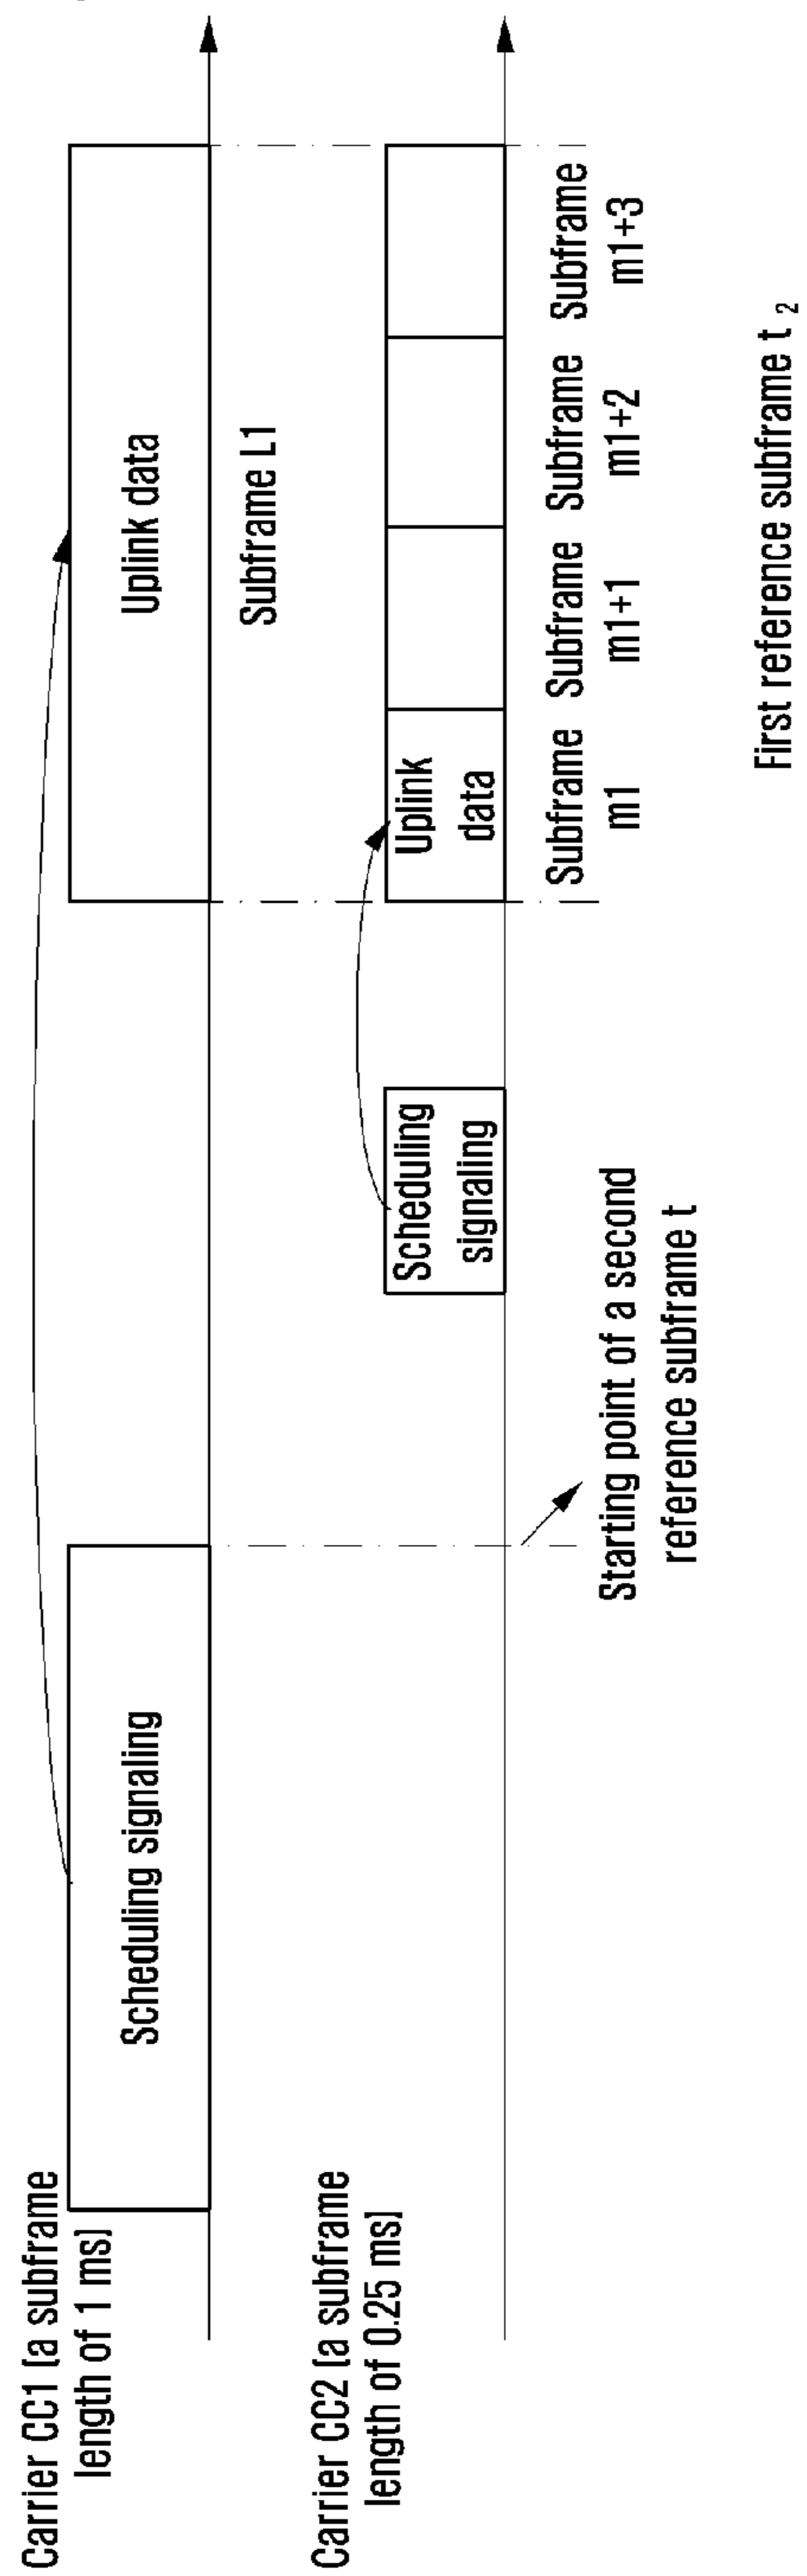 Carrier CC1 (a subframe
length of 1 ms)
Scheduling signaling
Uplink data
Subframe L1
Carrier CC2 (a subframe
length of 0.25 ms)
Scheduling
signaling
Uplink
data
Subframe
m1
Subframe
m1+1
Subframe
m1+2
Subframe
m1+3
Starting point of a second
reference subframe t
First reference subframe t 2